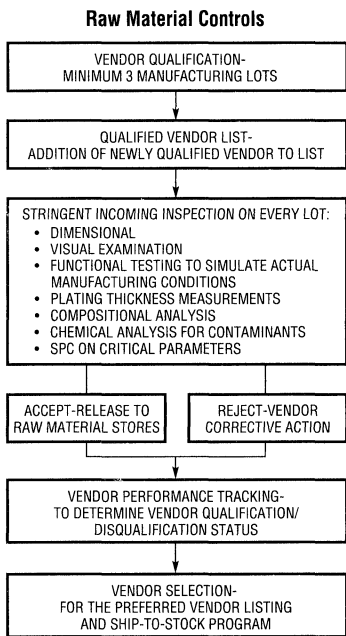 Raw Material Controls
VENDOR QUALIFICATION-
MINIMUM 3 MANUFACTURING LOTS
QUALIFIED VENDOR LIST-
ADDITION OF NEWLY QUALIFIED VENDOR TO LIST
STRINGENT INCOMING INSPECTION ON EVERY LOT:
• DIMENSIONAL
• VISUAL EXAMINATION
• FUNCTIONAL TESTING TO SIMULATE ACTUAL
MANUFACTURING CONDITIONS
• PLATING THICKNESS MEASUREMENTS
• COMPOSITIONAL ANALYSIS
• CHEMICAL ANALYSIS FOR CONTAMINANTS
• SPC ON CRITICAL PARAMETERS
ACCEPT-RELEASE TO
RAW MATERIAL STORES
REJECT-VENDOR
CORRECTIVE ACTION
VENDOR PERFORMANCE TRACKING-
TO DETERMINE VENDOR QUALIFICATION/
DISQUALIFICATION STATUS
VENDOR SELECTION-
FOR THE PREFERRED VENDOR LISTING
AND SHIP-TO-STOCK PROGRAM